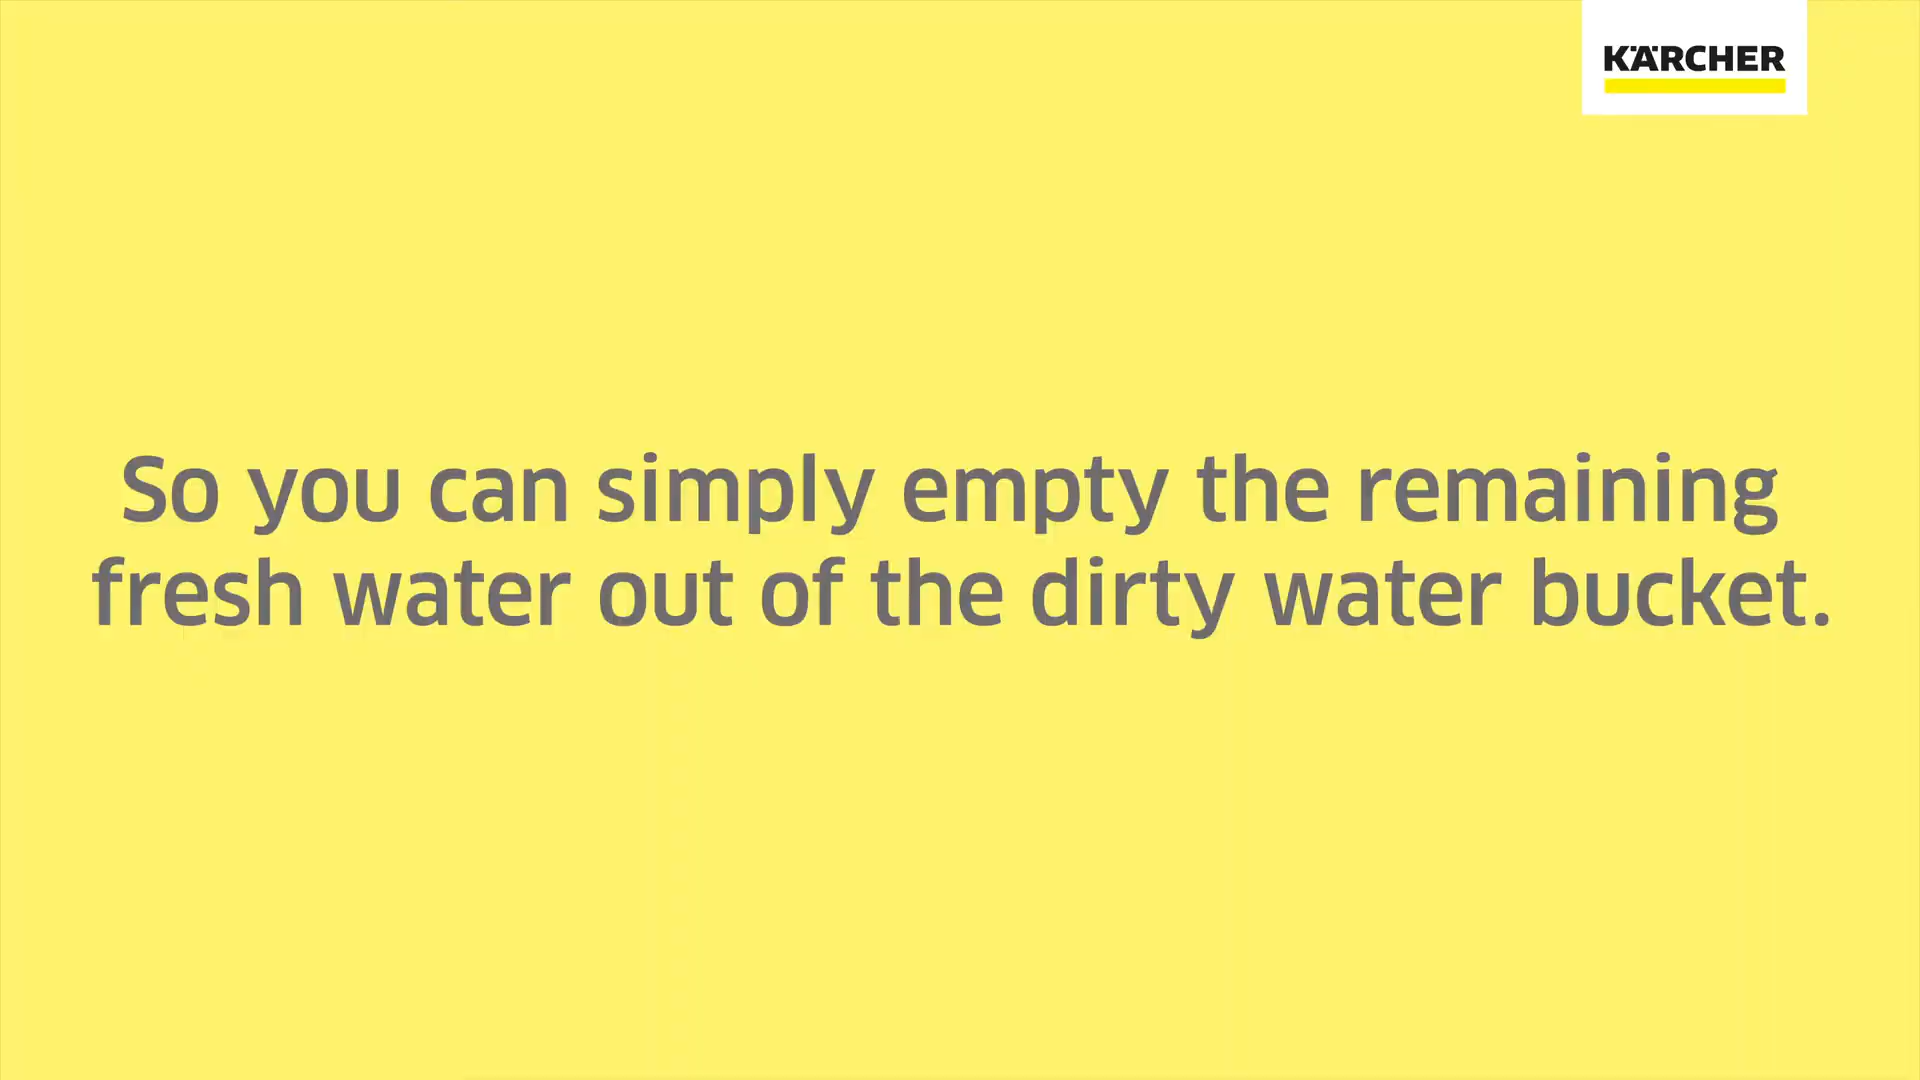 KÄRCHER
So you can simply empty the remaining
fresh water out of the dirty water bucket.